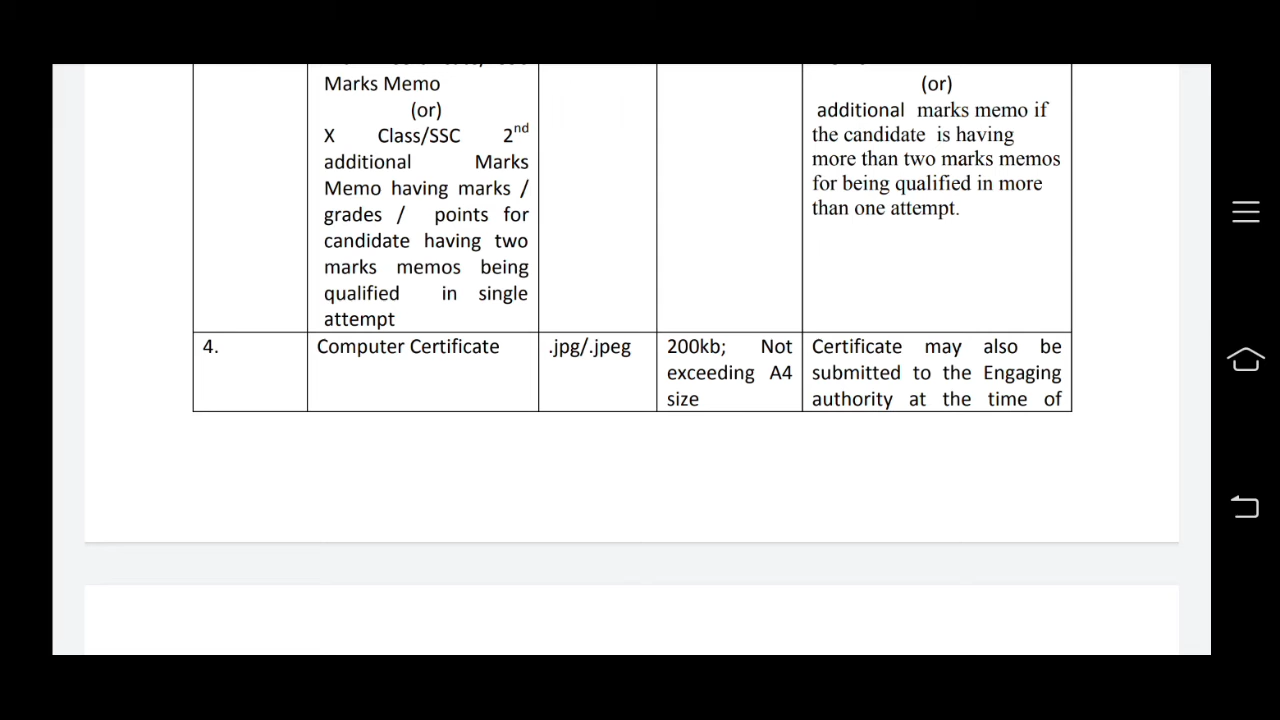 Marks Memo
(or)
X Class/SSC 2nd
additional Marks
Memo having marks /
grades / points for
candidate having two
marks memos being
qualified in single
attempt
(or)
additional marks memo if
the candidate is having
more than two marks memos
for being qualified in more
than one attempt.
4.
Computer Certificate
.jpg/.jpeg
200kb; Not
exceeding A4
size
Certificate may also be
submitted to the Engaging
authority at the time of